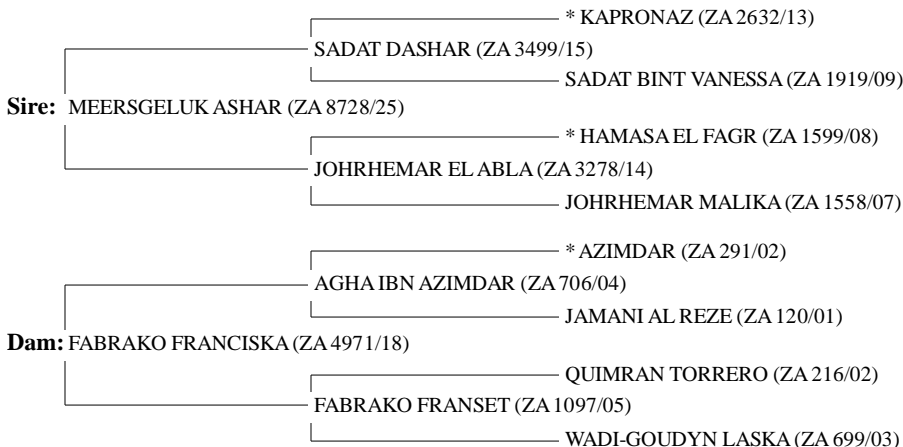 * KAPRONAZ (ZA 2632/13)
SADAT DASHAR (ZA 3499/15)
SADAT BINT VANESSA (ZA 1919/09)
Sire: MEERSGELUK ASHAR (ZA 8728/25)
* HAMASA EL FAGR (ZA 1599/08)
JOHRHEMAR EL ABLA (ZA 3278/14)
JOHRHEMAR MALIKA (ZA 1558/07)
* AZIMDAR (ZA 291/02)
AGHA IBN AZIMDAR (ZA 706/04)
JAMANI AL REZE (ZA 120/01)
Dam: FABRAKO FRANCISKA (ZA 4971/18)
QUIMRAN TORRERO (ZA 216/02)
FABRAKO FRANSET (ZA 1097/05)
WADI-GOUDYN LASKA (ZA 699/03)